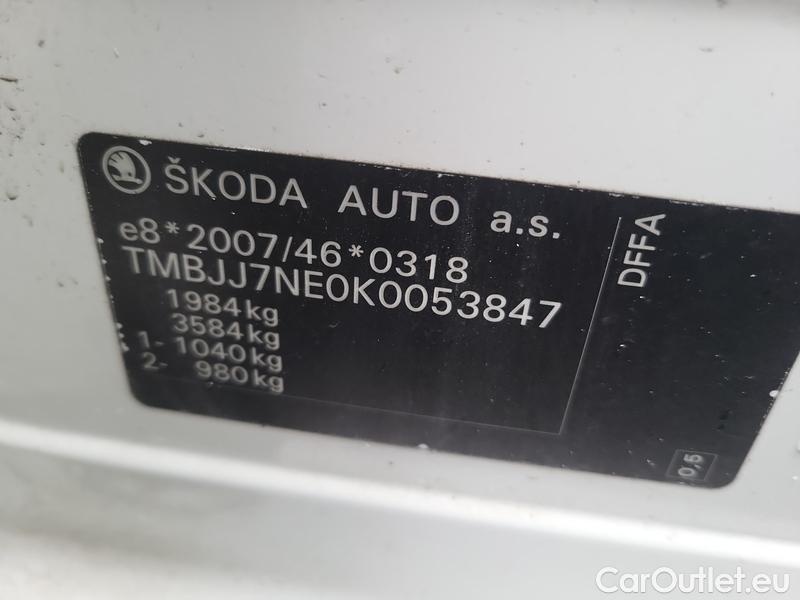 ŠKODA AUTO a.s.
e8*2007/46*0318
TMBJJ7NE0K0053847
1984kg
3584kg
1- 1040kg
2- 980kg
DFFA
0,5
CarOutlet.eu